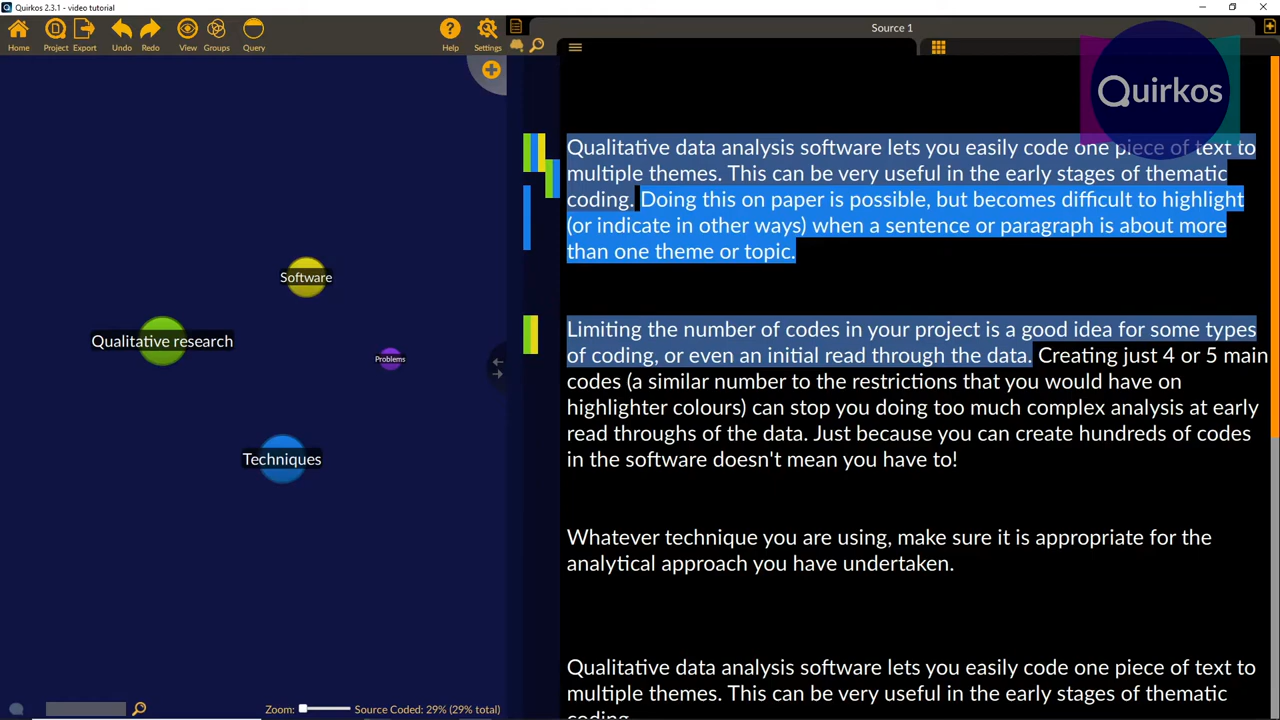 Quirkos 2.3.1 - video tutorial
Home
Project
Export
Undo
Redo
View
Groups
Query
Help
Settings
Source 1
Quirkos
Software
Qualitative research
Problems
Techniques
Qualitative data analysis software lets you easily code one piece of text to
multiple themes. This can be very useful in the early stages of thematic
coding. Doing this on paper is possible, but becomes difficult to highlight
(or indicate in other ways) when a sentence or paragraph is about more
than one theme or topic.
Limiting the number of codes in your project is a good idea for some types
of coding, or even an initial read through the data. Creating just 4 or 5 main
codes (a similar number to the restrictions that you would have on
highlighter colours) can stop you doing too much complex analysis at early
read throughs of the data. Just because you can create hundreds of codes
in the software doesn't mean you have to!
Whatever technique you are using, make sure it is appropriate for the
analytical approach you have undertaken.
Qualitative data analysis software lets you easily code one piece of text to
multiple themes. This can be very useful in the early stages of thematic
coding.
Zoom:
Source Coded: 29% (29% total)